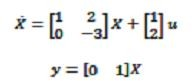 Ẋ = [1 2; 0 -3] X + [1; 2] u
y = [0 1]X